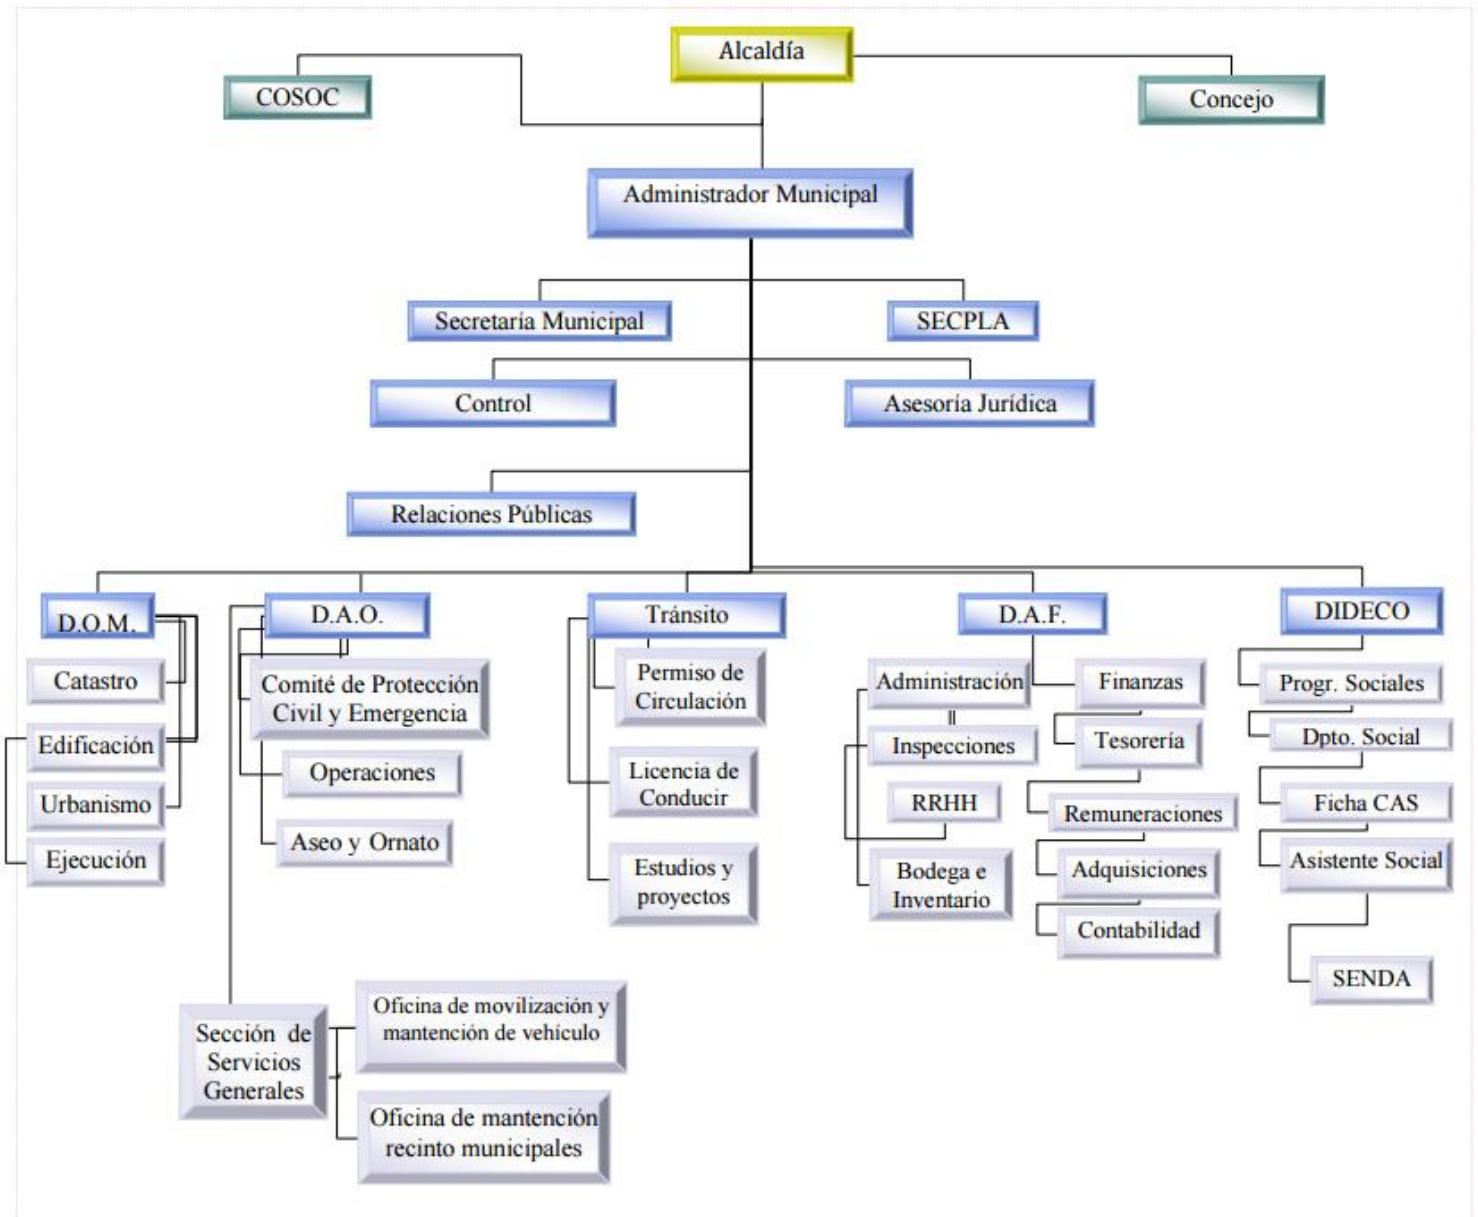 Alcaldía
COSOC
Concejo
Administrador Municipal
Secretaría Municipal
SECPLA
Control
Asesoría Jurídica
Relaciones Públicas
D.O.M.
D.A.O.
Tránsito
D.A.F.
DIDECO
Catastro
Edificación
Urbanismo
Ejecución
Comité de Protección
Civil y Emergencia
Operaciones
Aseo y Ornato
Sección de
Servicios
Generales
Oficina de movilización y
mantención de vehículo
Oficina de mantención
recinto municipales
Permiso de
Circulación
Licencia de
Conducir
Estudios y
proyectos
Administración
Inspecciones
RRHH
Bodega e
Inventario
Finanzas
Tesorería
Remuneraciones
Adquisiciones
Contabilidad
Progr. Sociales
Dpto. Social
Ficha CAS
Asistente Social
SENDA